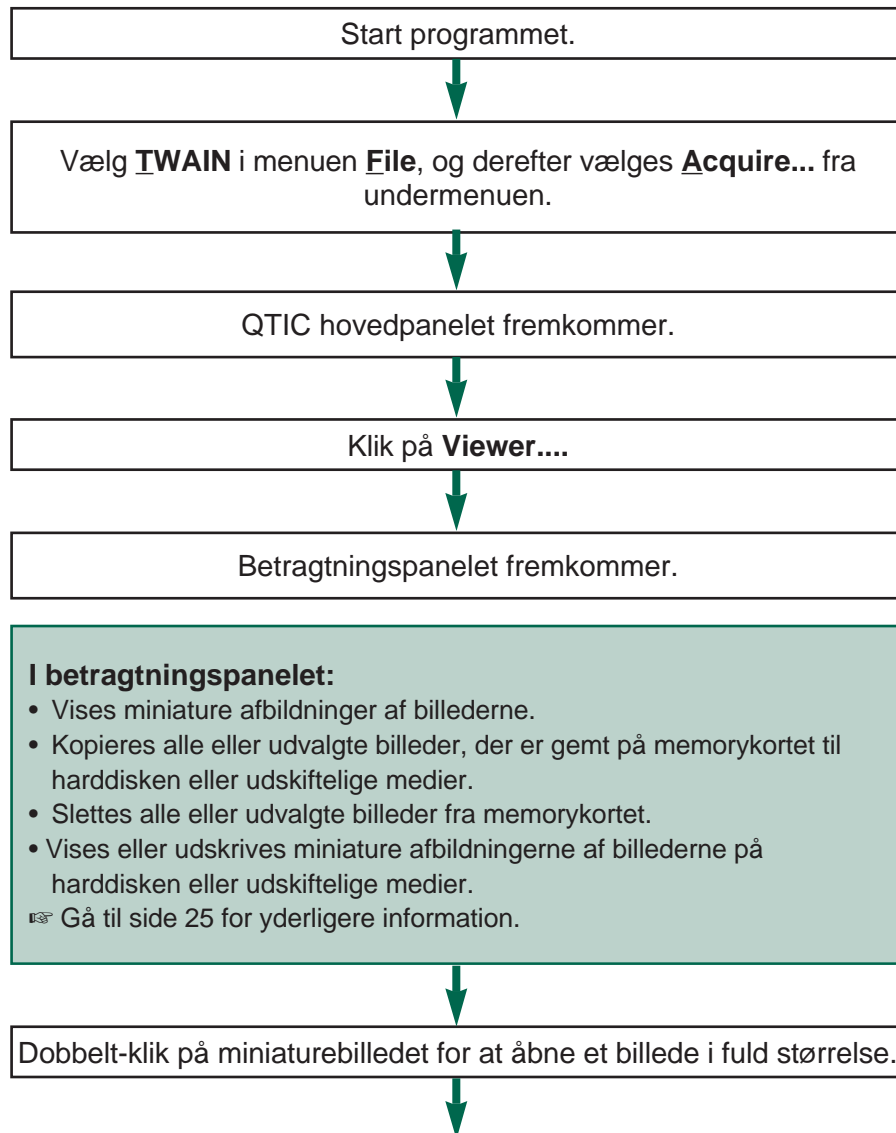 Start programmet.
Vælg TWAIN i menuen File, og derefter vælges Acquire... fra
undermenuen.
QTIC hovedpanelet fremkommer.
Klik på Viewer....
Betragtningspanelet fremkommer.
I betragtningspanelet:
• Vises miniature afbildninger af billederne.
• Kopieres alle eller udvalgte billeder, der er gemt på memorykortet til
harddisken eller udskiftelige medier.
• Slettes alle eller udvalgte billeder fra memorykortet.
• Vises eller udskrives miniature afbildningerne af billederne på
harddisken eller udskiftelige medier.
☞ Gå til side 25 for yderligere information.
Dobbelt-klik på miniaturebilledet for at åbne et billede i fuld størrelse.